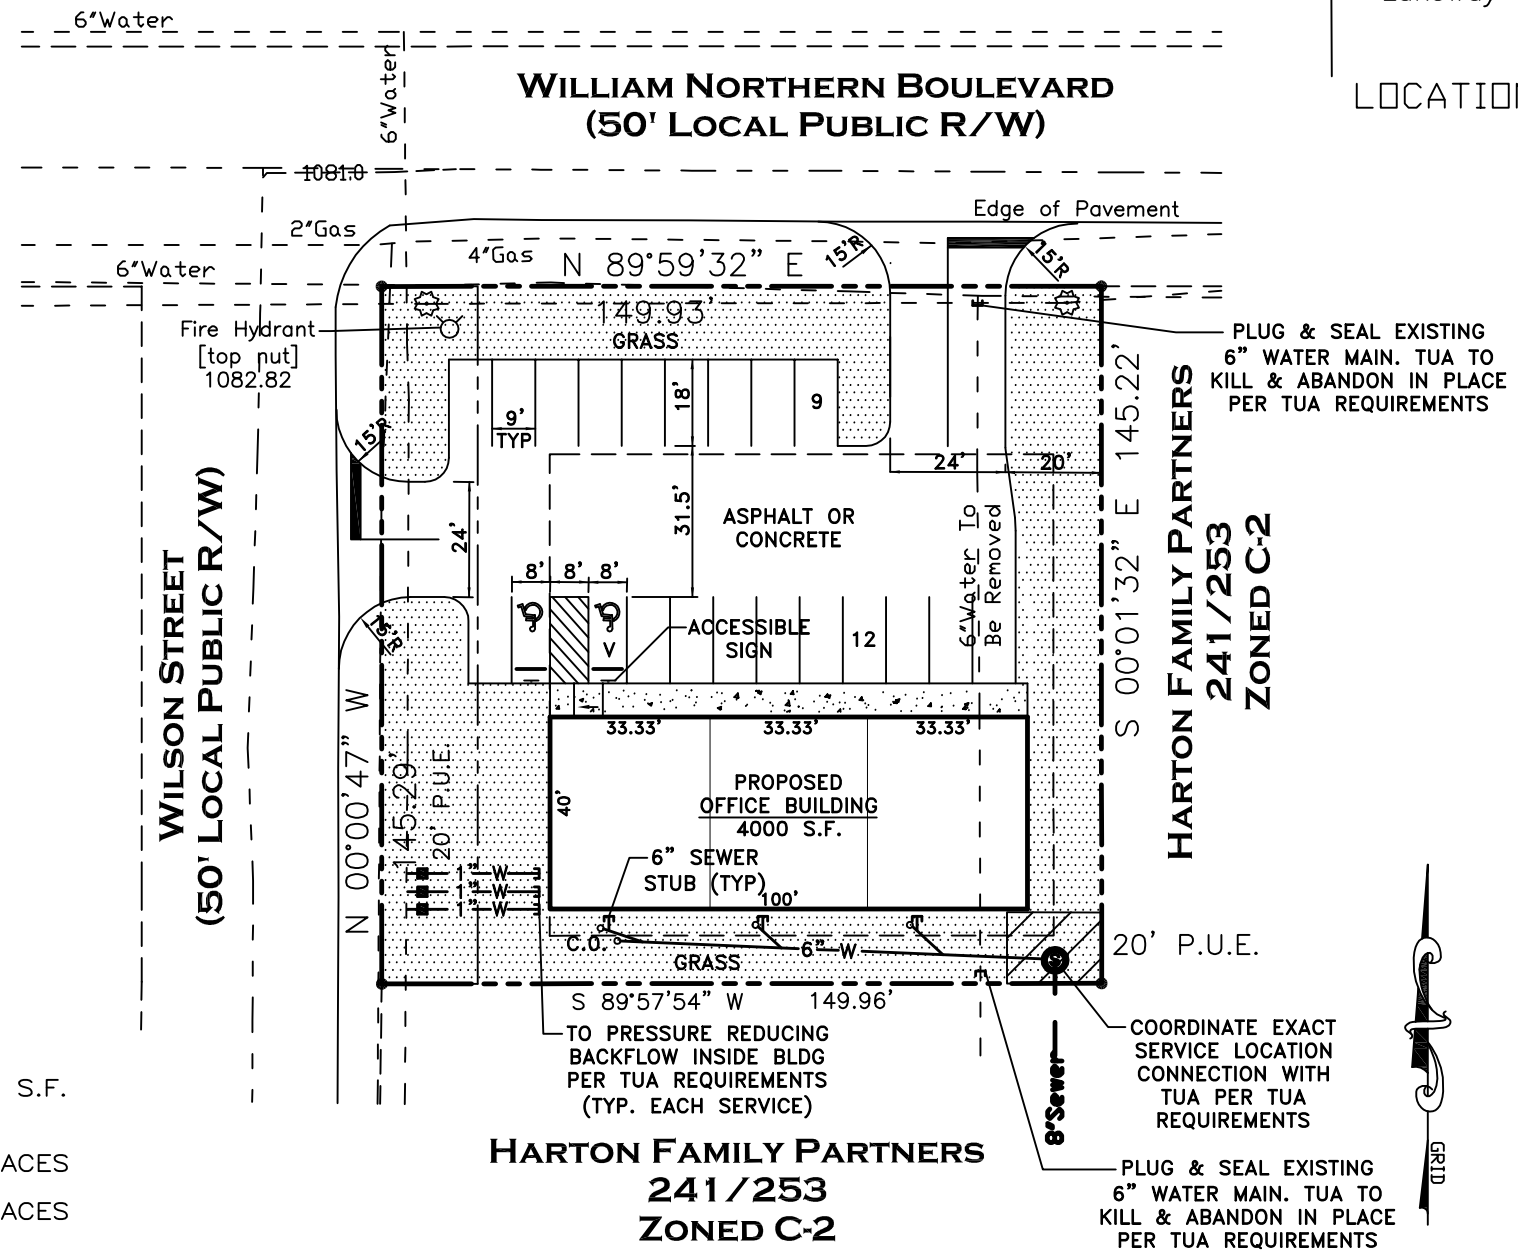 6"Water
6"Water
WILLIAM NORTHERN BOULEVARD
(50' LOCAL PUBLIC R/W)
1081.0
2"Gas
Edge of Pavement
4"Gas
6"Water
N 89°59'32" E
15'R
15'R
149.93'
GRASS
Fire Hydrant
[top nut]
1082.82
PLUG & SEAL EXISTING
6" WATER MAIN. TUA TO
KILL & ABANDON IN PLACE
PER TUA REQUIREMENTS
9'
TYP
18'
9
15'R
24'
20'
24'
31.5'
ASPHALT OR
CONCRETE
6"Water To
Be Removed
S 00°01'32" E 145.22'
HARTON FAMILY PARTNERS
241/253
ZONED C-2
WILSON STREET
(50' LOCAL PUBLIC R/W)
8'
8'
8'
15'R
V
ACCESSIBLE
SIGN
12
33.33'
33.33'
33.33'
N 00°00'47" W
145.29'
20' P.U.E.
40'
PROPOSED
OFFICE BUILDING
4000 S.F.
6" SEWER
STUB (TYP)
100'
1" W
1" W
1" W
C.O.
6" W
GRASS
20' P.U.E.
S 89°57'54" W 149.96'
TO PRESSURE REDUCING
BACKFLOW INSIDE BLDG
PER TUA REQUIREMENTS
(TYP. EACH SERVICE)
8"Sewer
COORDINATE EXACT
SERVICE LOCATION
CONNECTION WITH
TUA PER TUA
REQUIREMENTS
PLUG & SEAL EXISTING
6" WATER MAIN. TUA TO
KILL & ABANDON IN PLACE
PER TUA REQUIREMENTS
HARTON FAMILY PARTNERS
241/253
ZONED C-2
GRID
S.F.
ACES
ACES
LOCATION